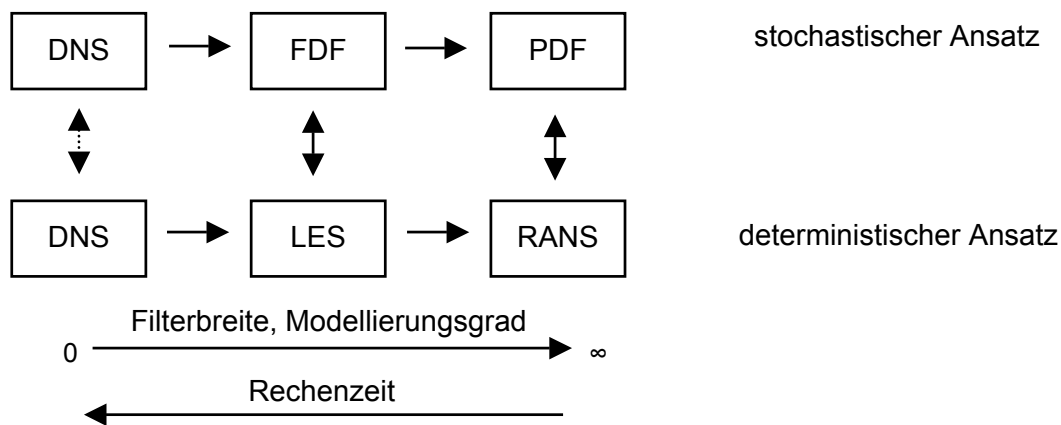 DNS FDF PDF stochastischer Ansatz
DNS LES RANS deterministischer Ansatz
Filterbreite, Modellierungsgrad
0 ∞
Rechenzeit